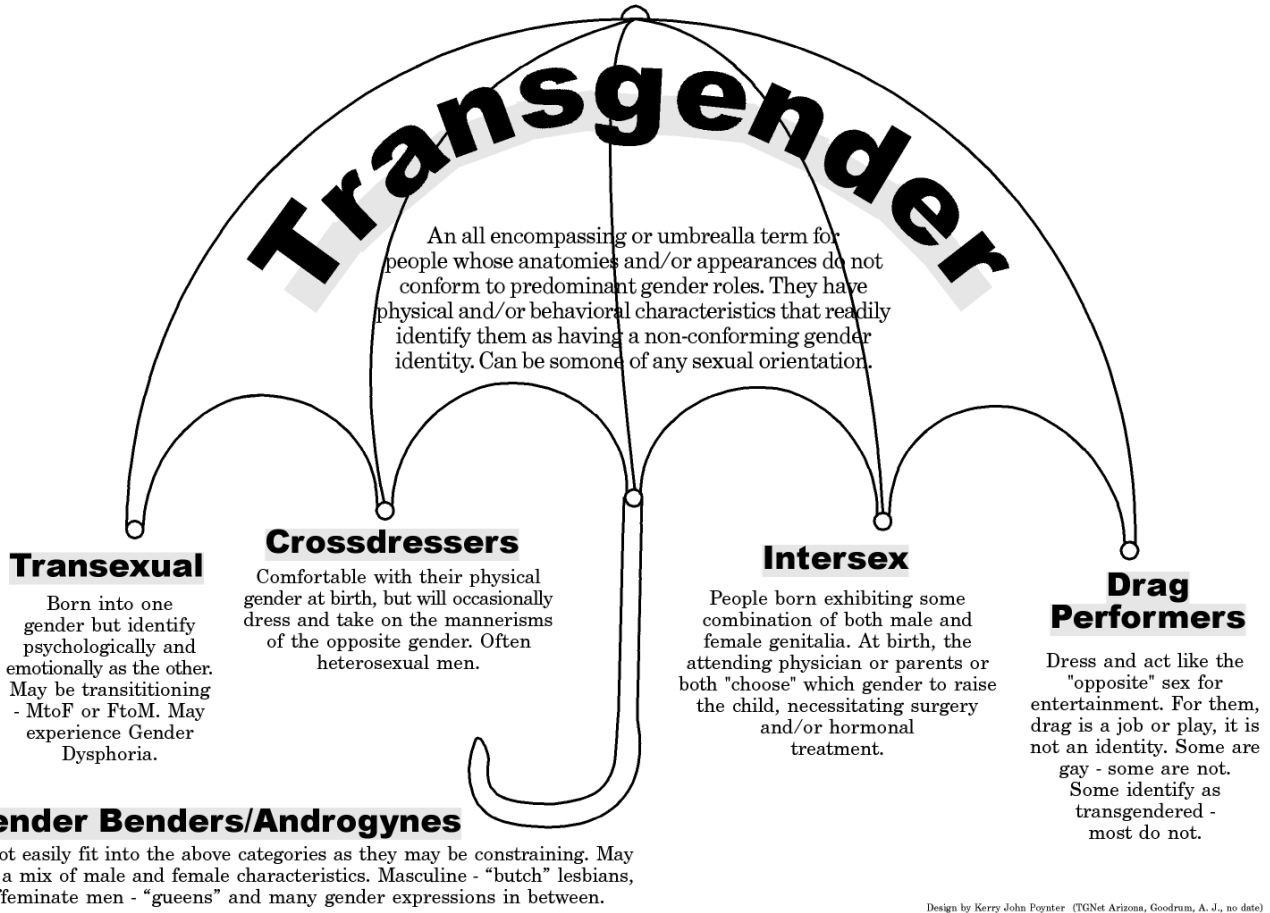 Transgender
An all encompassing or umbrealla term for
people whose anatomies and/or appearances do not
conform to predominant gender roles. They have
physical and/or behavioral characteristics that readily
identify them as having a non-conforming gender
identity. Can be somone of any sexual orientation.
Transexual
Born into one
gender but identify
psychologically and
emotionally as the other.
May be transititioning
- MtoF or FtoM. May
experience Gender
Dysphoria.
Crossdressers
Comfortable with their physical
gender at birth, but will occasionally
dress and take on the mannerisms
of the opposite gender. Often
heterosexual men.
Intersex
People born exhibiting some
combination of both male and
female genitalia. At birth, the
attending physician or parents or
both "choose" which gender to raise
the child, necessitating surgery
and/or hormonal
treatment.
Drag
Performers
Dress and act like the
"opposite" sex for
entertainment. For them,
drag is a job or play, it is
not an identity. Some are
gay - some are not.
Some identify as
transgendered -
most do not.
ender Benders/Androgynes
ot easily fit into the above categories as they may be constraining. May
a mix of male and female characteristics. Masculine - “butch” lesbians,
ffeminate men - “gueens” and many gender expressions in between.
Design by Kerry John Poynter (TGNet Arizona, Goodrum, A. J., no date)